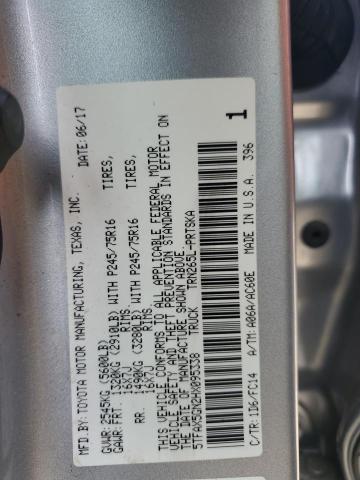 MFD. BY: TOYOTA MOTOR MANUFACTURING, TEXAS, INC.
DATE: 06/17
GVWR: 2545KG (5600LB)
GAWR: FRT. 1320KG (2910LB) WITH P245/75R16 TIRES,
16X7J RIMS.
RR. 1490KG (3280LB) WITH P245/75R16 TIRES,
16X7J RIMS.
THIS VEHICLE CONFORMS TO ALL APPLICABLE FEDERAL MOTOR
VEHICLE SAFETY AND THEFT PREVENTION STANDARDS IN EFFECT ON
THE DATE OF MANUFACTURE SHOWN ABOVE.
5TFAX5GN2HX095338 TRUCK TRN265L-PRTSKA
C/TR: 1D6/FC14 A/TM: A06A/AC60E MADE IN U.S.A. 396
1